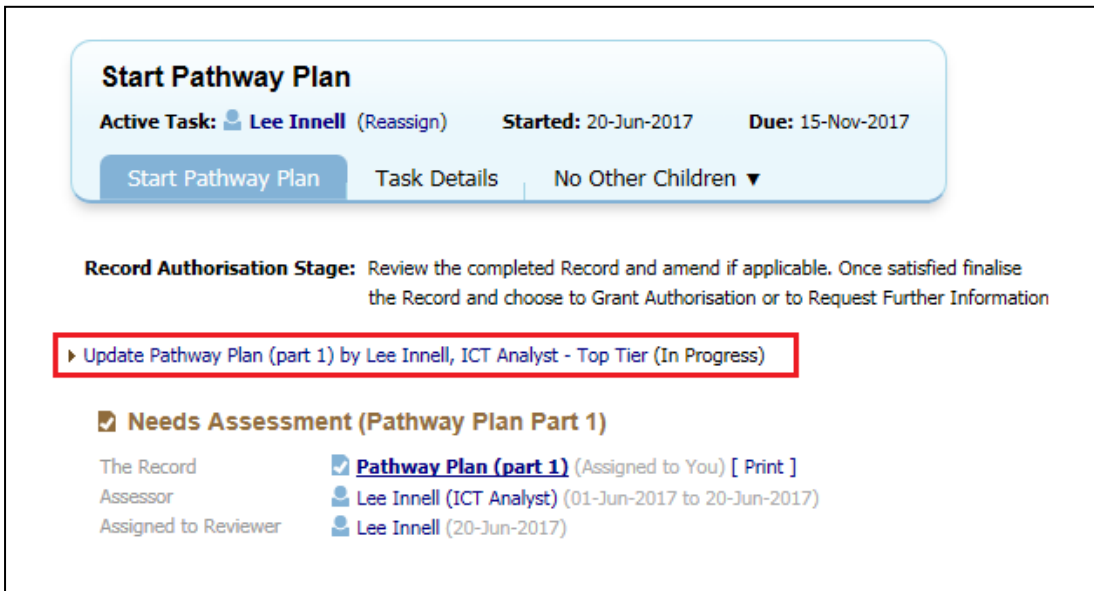 Start Pathway Plan
Active Task: Lee Innell (Reassign) Started: 20-Jun-2017 Due: 15-Nov-2017
Start Pathway Plan Task Details No Other Children ▼
Record Authorisation Stage: Review the completed Record and amend if applicable. Once satisfied finalise
the Record and choose to Grant Authorisation or to Request Further Information
Update Pathway Plan (part 1) by Lee Innell, ICT Analyst - Top Tier (In Progress)
Needs Assessment (Pathway Plan Part 1)
The Record Pathway Plan (part 1) (Assigned to You) [ Print ]
Assessor Lee Innell (ICT Analyst) (01-Jun-2017 to 20-Jun-2017)
Assigned to Reviewer Lee Innell (20-Jun-2017)